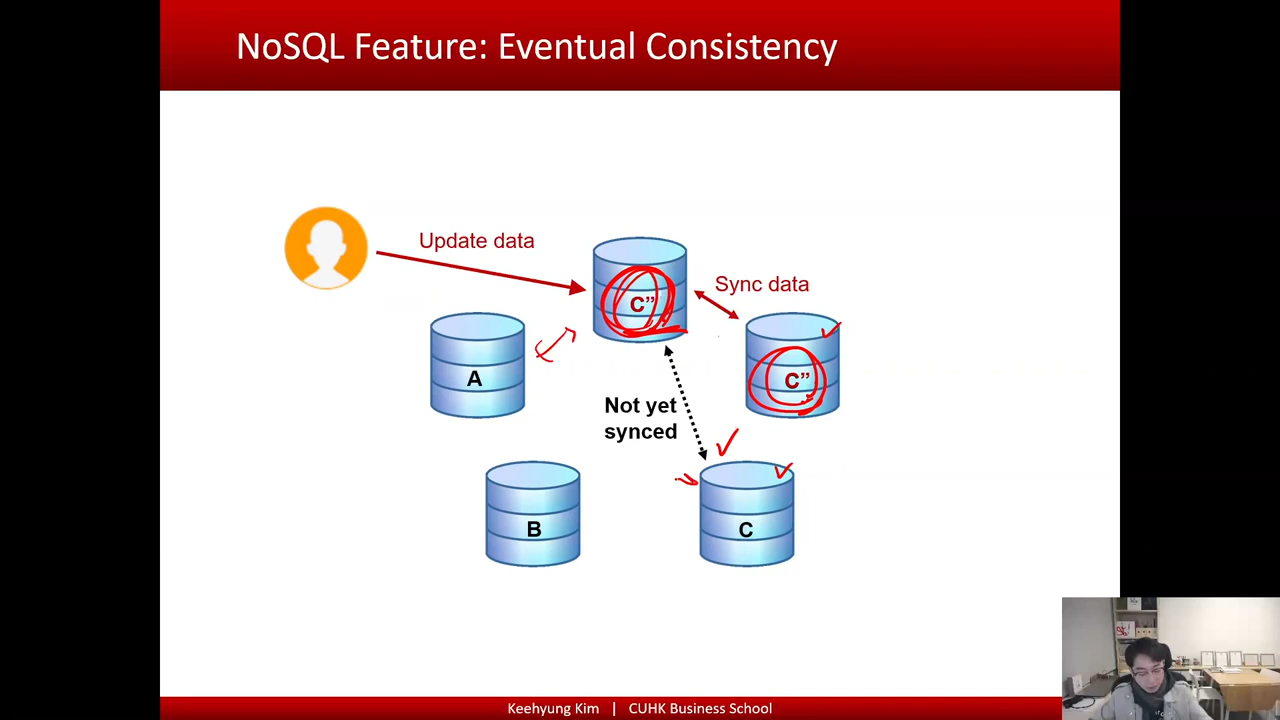 NoSQL Feature: Eventual Consistency
Update data
C”
Sync data
A
C”
Not yet
synced
B
C
Keehyung Kim | CUHK Business School